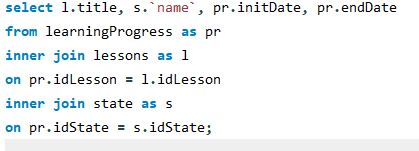 select l.title, s.`name`, pr.initDate, pr.endDate
from learningProgress as pr
inner join lessons as l
on pr.idLesson = l.idLesson
inner join state as s
on pr.idState = s.idState;